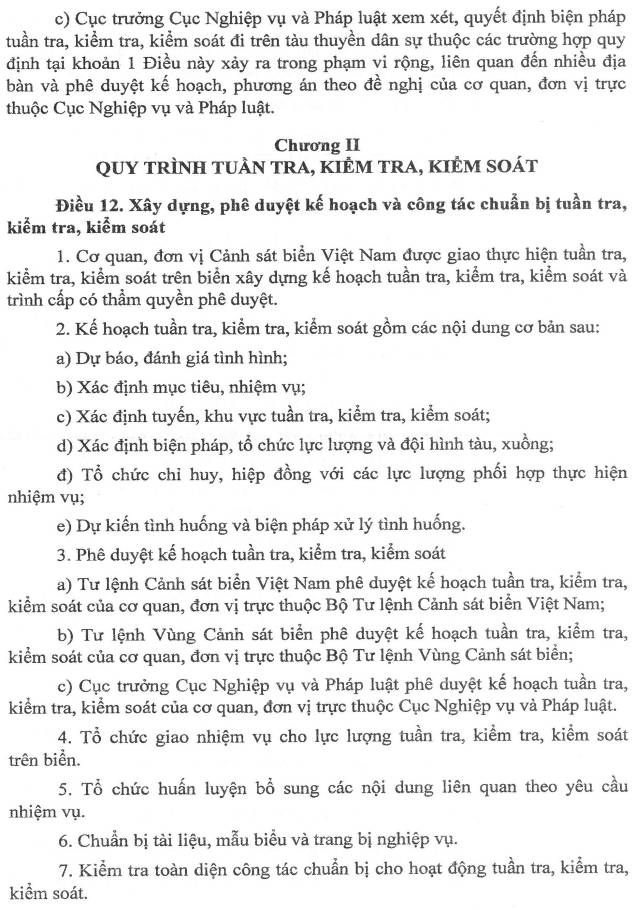 c) Cục trưởng Cục Nghiệp vụ và Pháp luật xem xét, quyết định biện pháp
tuần tra, kiểm tra, kiểm soát đi trên tàu thuyền dân sự thuộc các trường hợp quy
định tại khoản 1 Điều này xảy ra trong phạm vi rộng, liên quan đến nhiều địa
bàn và phê duyệt kế hoạch, phương án theo đề nghị của cơ quan, đơn vị trực
thuộc Cục Nghiệp vụ và Pháp luật.
Chương II
QUY TRÌNH TUẦN TRA, KIỂM TRA, KIỂM SOÁT
Điều 12. Xây dựng, phê duyệt kế hoạch và công tác chuẩn bị tuần tra,
kiểm tra, kiểm soát
1. Cơ quan, đơn vị Cảnh sát biển Việt Nam được giao thực hiện tuần tra,
kiểm tra, kiểm soát trên biển xây dựng kế hoạch tuần tra, kiểm tra, kiểm soát và
trình cấp có thẩm quyền phê duyệt.
2. Kế hoạch tuần tra, kiểm tra, kiểm soát gồm các nội dung cơ bản sau:
a) Dự báo, đánh giá tình hình;
b) Xác định mục tiêu, nhiệm vụ;
c) Xác định tuyến, khu vực tuần tra, kiểm tra, kiểm soát;
d) Xác định biện pháp, tổ chức lực lượng và đội hình tàu, xuồng;
đ) Tổ chức chỉ huy, hiệp đồng với các lực lượng phối hợp thực hiện
nhiệm vụ;
e) Dự kiến tình huống và biện pháp xử lý tình huống.
3. Phê duyệt kế hoạch tuần tra, kiểm tra, kiểm soát
a) Tư lệnh Cảnh sát biển Việt Nam phê duyệt kế hoạch tuần tra, kiểm tra,
kiểm soát của cơ quan, đơn vị trực thuộc Bộ Tư lệnh Cảnh sát biển Việt Nam;
b) Tư lệnh Vùng Cảnh sát biển phê duyệt kế hoạch tuần tra, kiểm tra,
kiểm soát của cơ quan, đơn vị trực thuộc Bộ Tư lệnh Vùng Cảnh sát biển;
c) Cục trưởng Cục Nghiệp vụ và Pháp luật phê duyệt kế hoạch tuần tra,
kiểm tra, kiểm soát của cơ quan, đơn vị trực thuộc Cục Nghiệp vụ và Pháp luật.
4. Tổ chức giao nhiệm vụ cho lực lượng tuần tra, kiểm tra, kiểm soát
trên biển.
5. Tổ chức huấn luyện bổ sung các nội dung liên quan theo yêu cầu
nhiệm vụ.
6. Chuẩn bị tài liệu, mẫu biểu và trang bị nghiệp vụ.
7. Kiểm tra toàn diện công tác chuẩn bị cho hoạt động tuần tra, kiểm tra,
kiểm soát.